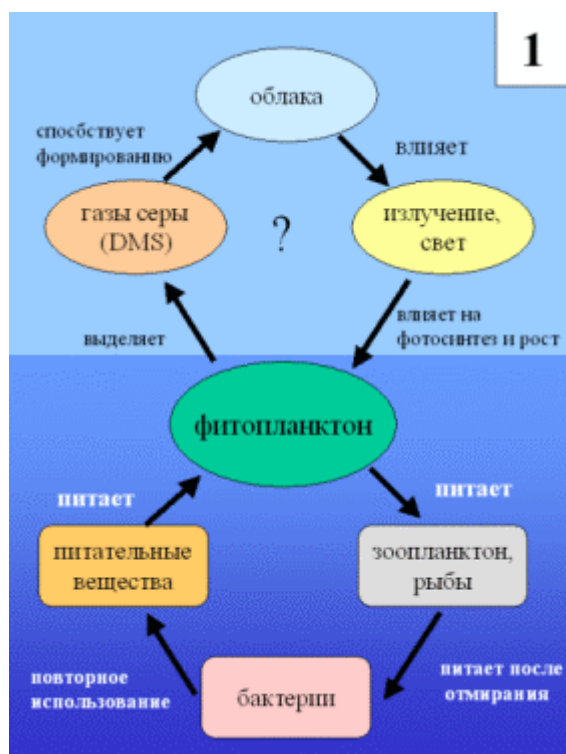 1
облака
спосбствует
формированию
влияет
газы серы
(DMS)
?
излучение,
свет
выделяет
влияет на
фотосинтез и рост
фитопланктон
питает
питает
питательные
вещества
зоопланктон,
рыбы
повторное
использование
бактерии
питает после
отмирания